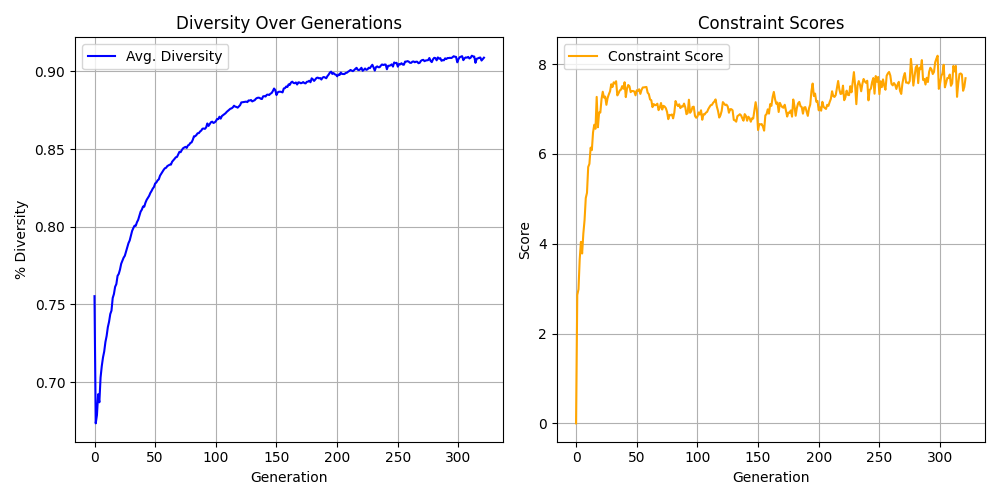 Diversity Over Generations
Avg. Diversity
% Diversity
0.90
0.85
0.80
0.75
0.70
0 50 100 150 200 250 300
Generation
Constraint Scores
Constraint Score
Score
8
6
4
2
0
0 50 100 150 200 250 300
Generation